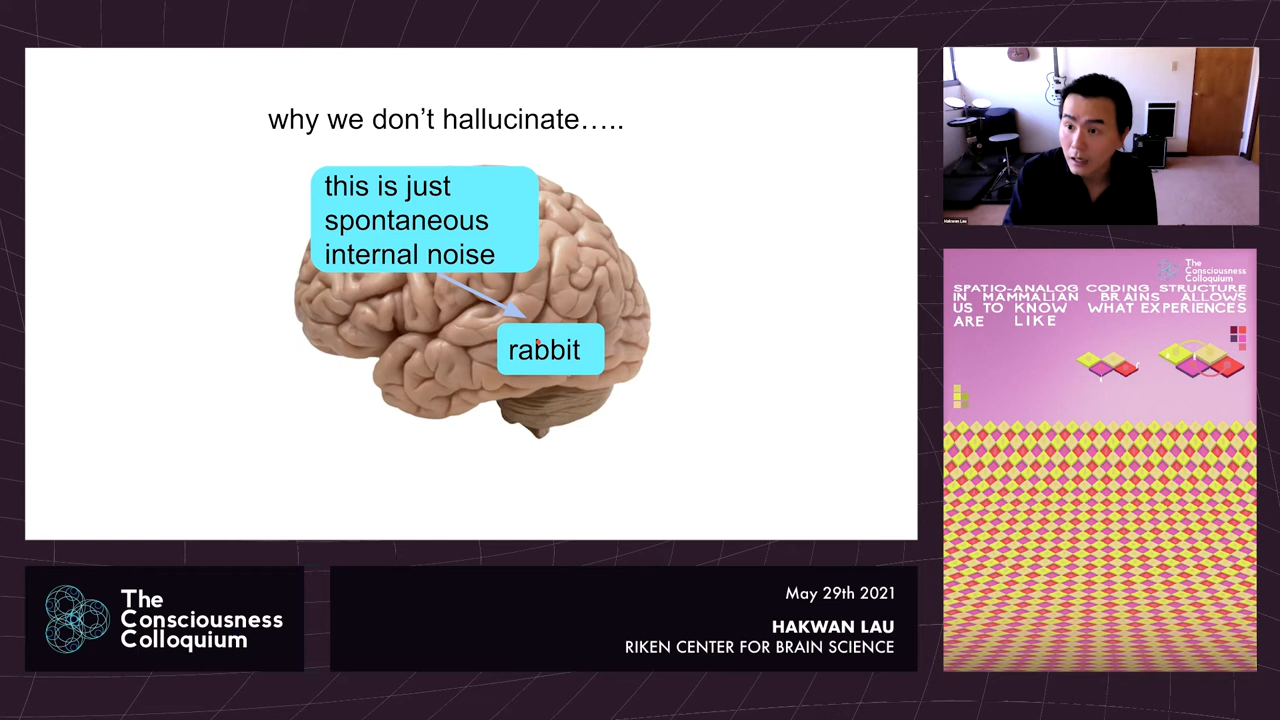 why we don't hallucinate…..
this is just
spontaneous
internal noise
rabbit
Hakwan Lau
The
Consciousness
Colloquium
SPATIO-ANALOG CODING STRUCTURE
IN MAMMALIAN BRAINS ALLOWS
US TO KNOW WHAT EXPERIENCES
ARE LIKE
The
Consciousness
Colloquium
May 29th 2021
HAKWAN LAU
RIKEN CENTER FOR BRAIN SCIENCE